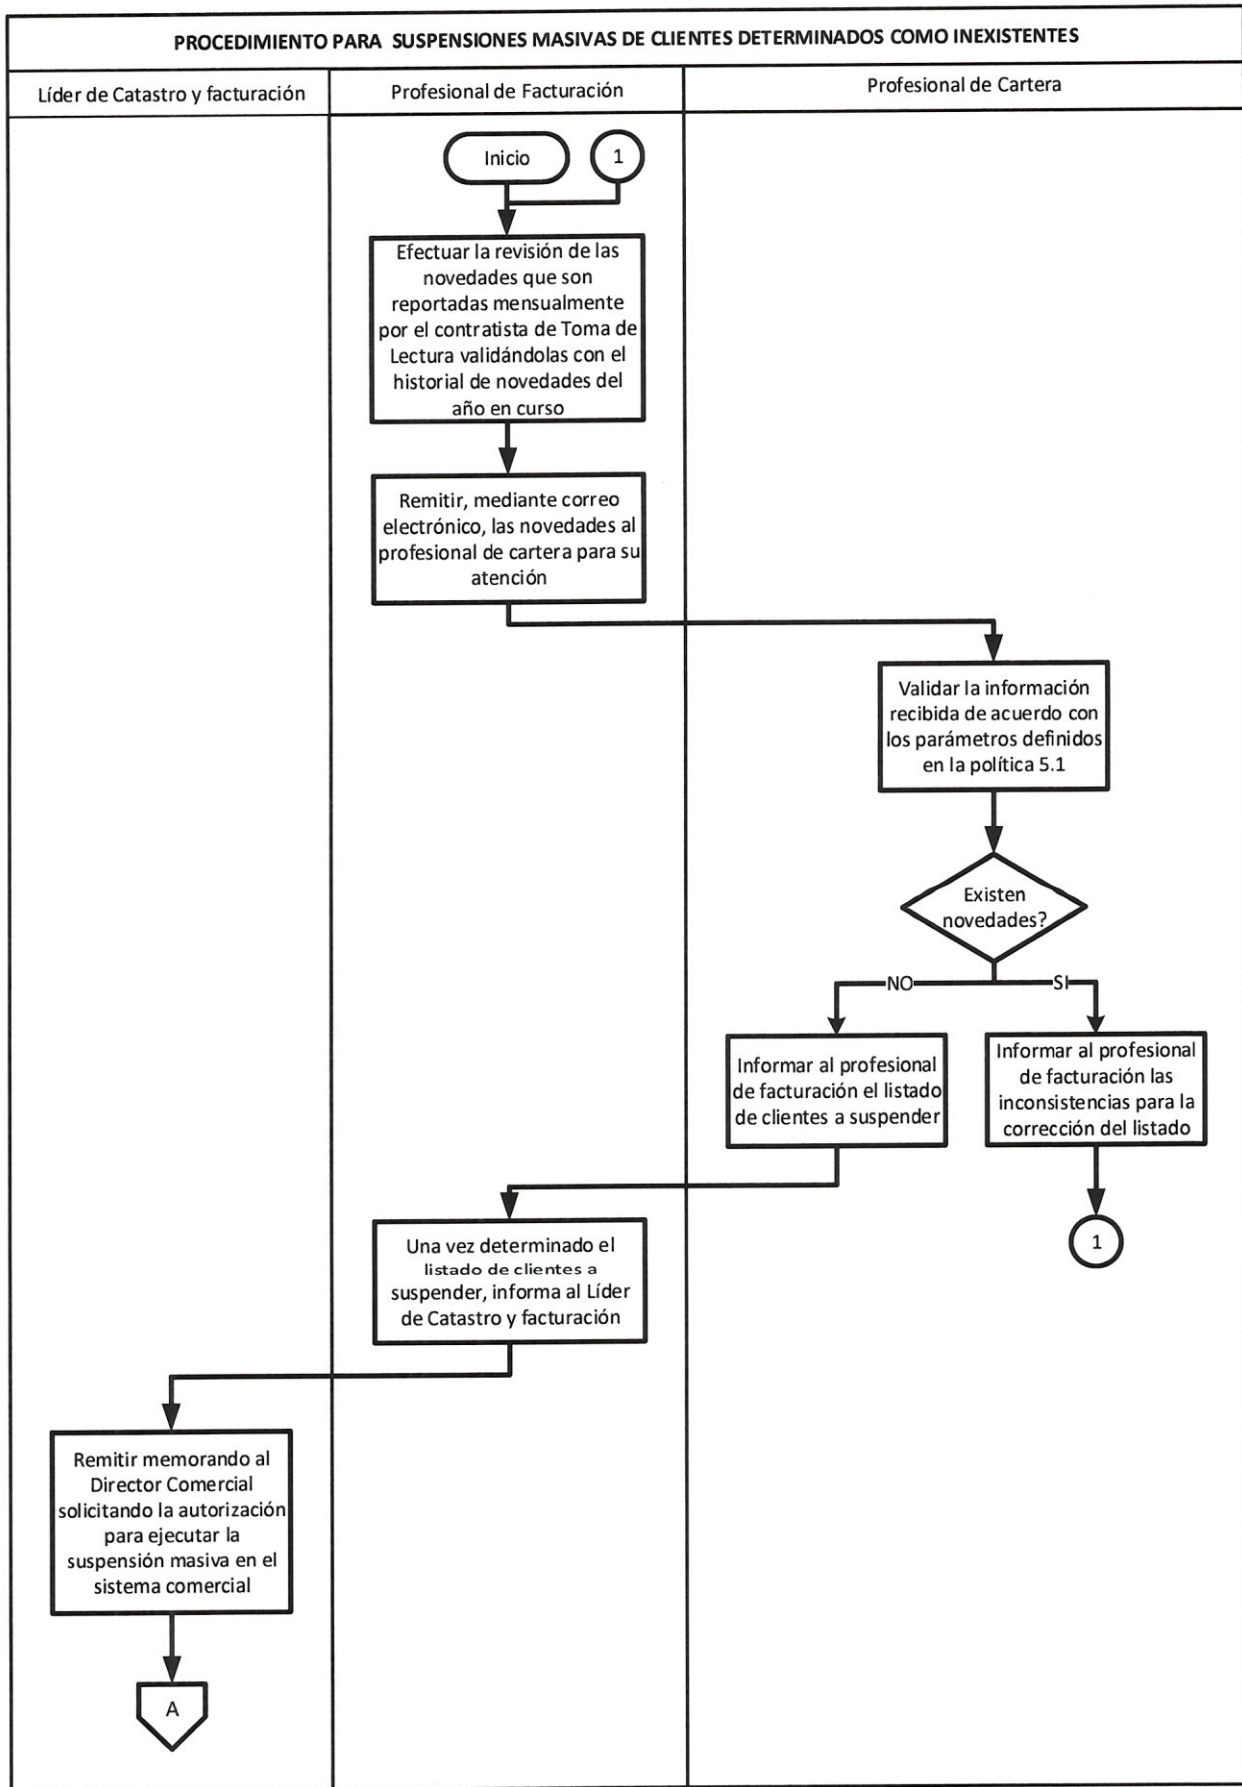 PROCEDIMIENTO PARA SUSPENSIONES MASIVAS DE CLIENTES DETERMINADOS COMO INEXISTENTES
Líder de Catastro y facturación
Profesional de Facturación
Profesional de Cartera
Inicio
1
Efectuar la revisión de las
novedades que son
reportadas mensualmente
por el contratista de Toma de
Lectura validándolas con el
historial de novedades del
año en curso
Remitir, mediante correo
electrónico, las novedades al
profesional de cartera para su
atención
Validar la información
recibida de acuerdo con
los parámetros definidos
en la política 5.1
Existen
novedades?
NO
SI
Informar al profesional
de facturación el listado
de clientes a suspender
Informar al profesional
de facturación las
inconsistencias para la
corrección del listado
1
Una vez determinado el
listado de clientes a
suspender, informa al Líder
de Catastro y facturación
Remitir memorando al
Director Comercial
solicitando la autorización
para ejecutar la
suspensión masiva en el
sistema comercial
A